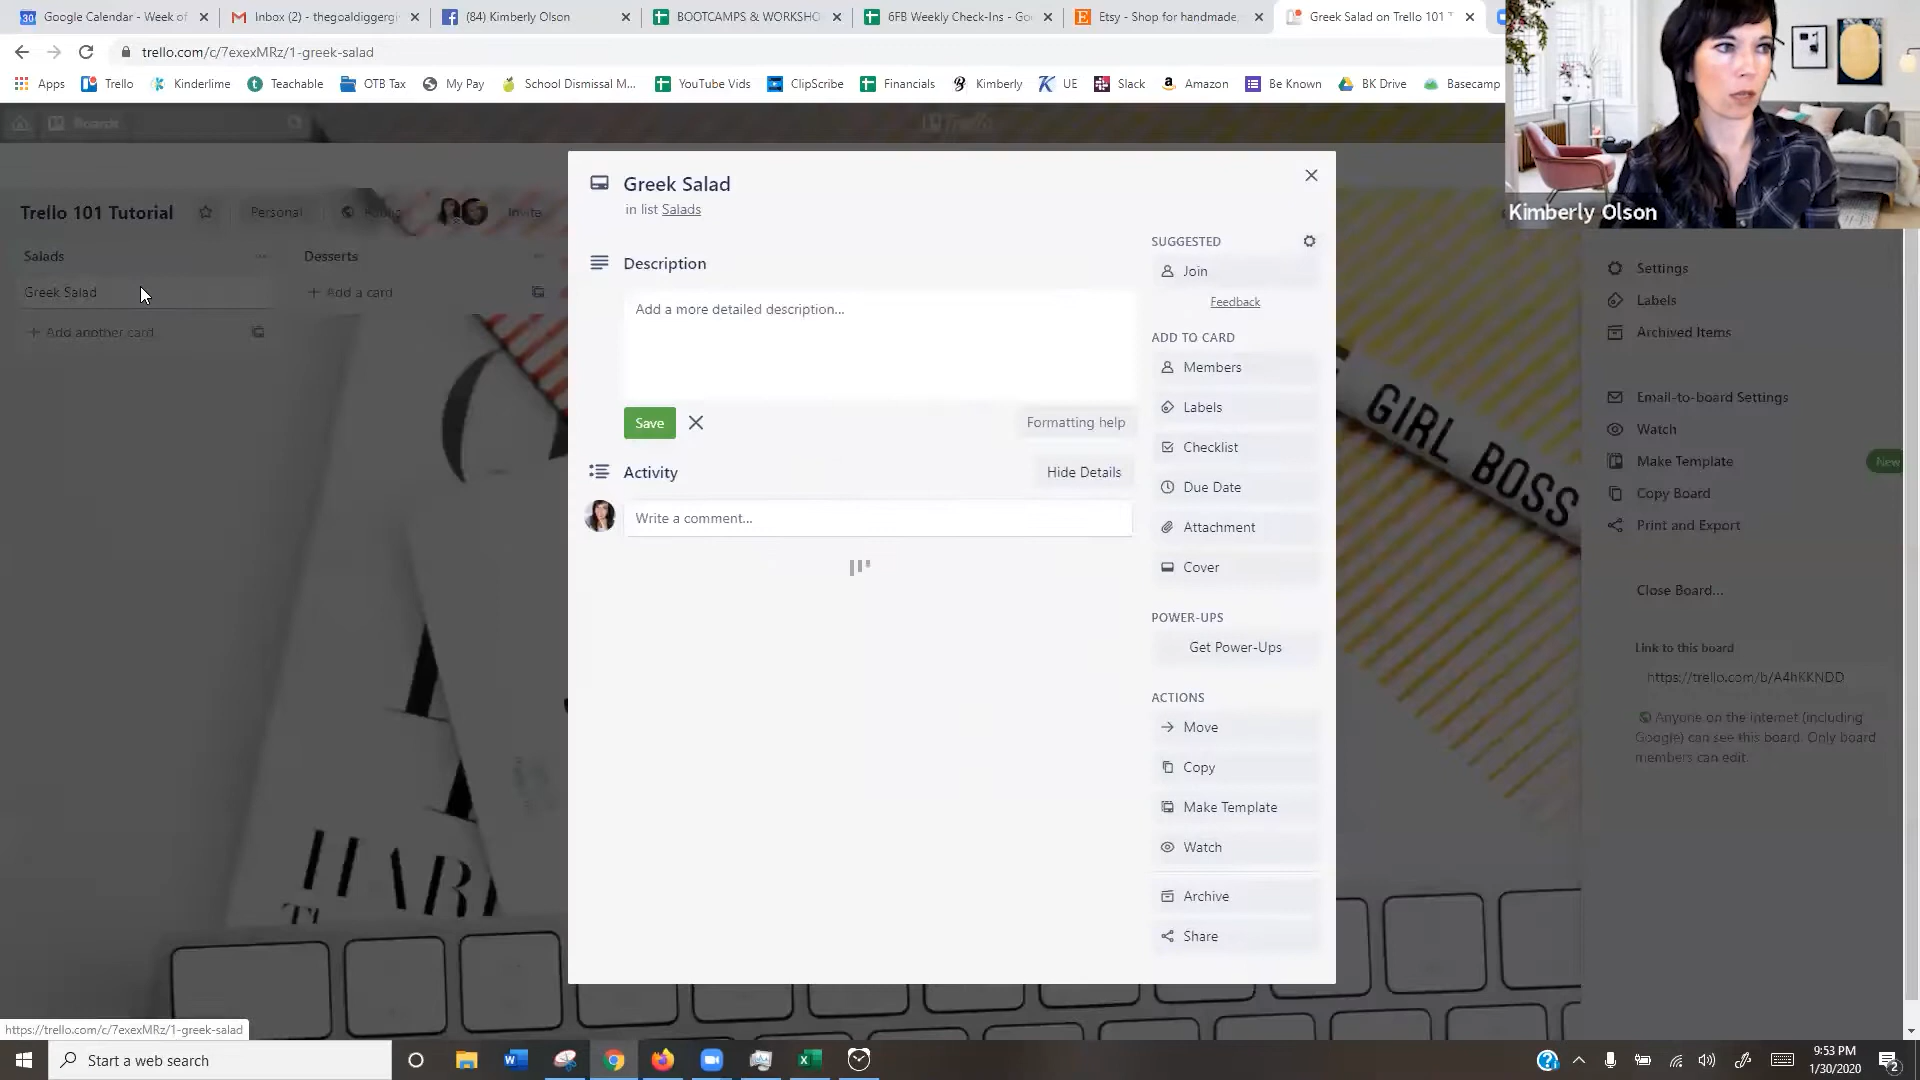 Google Calendar - Week of
Inbox (2) - thegoaldiggergi
(84) Kimberly Olson
BOOTCAMPS & WORKSHO
6FB Weekly Check-Ins - Go
Etsy - Shop for handmade,
Greek Salad on Trello 101 T
trello.com/c/7exexMRz/1-greek-salad
Apps
Trello
Kinderlime
Teachable
OTB Tax
My Pay
School Dismissal M...
YouTube Vids
ClipScribe
Financials
Kimberly
UE
Slack
Amazon
Be Known
BK Drive
Basecamp
Boards
Trello
Kimberly Olson
Trello 101 Tutorial
Personal
Public
Invite
Salads
Greek Salad
+ Add another card
Desserts
+ Add a card
Greek Salad
in list Salads
Description
Add a more detailed description...
Save
Formatting help
Activity
Hide Details
Write a comment...
SUGGESTED
Join
Feedback
ADD TO CARD
Members
Labels
Checklist
Due Date
Attachment
Cover
POWER-UPS
Get Power-Ups
ACTIONS
Move
Copy
Make Template
Watch
Archive
Share
Settings
Labels
Archived Items
Email-to-board Settings
Watch
Make Template
New
Copy Board
Print and Export
Close Board...
Link to this board
https://trello.com/b/A4hKKNDD
Anyone on the internet (including
Google) can see this board. Only board
members can edit.
GIRL BOSS
https://trello.com/c/7exexMRz/1-greek-salad
Start a web search
9:53 PM
1/30/2020
2